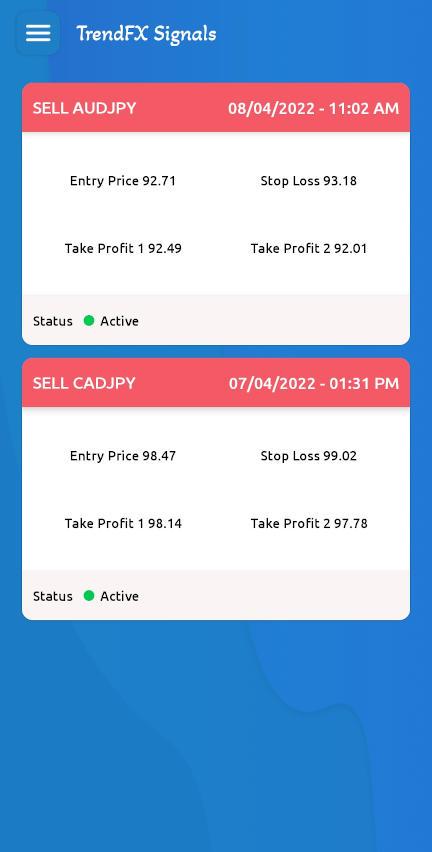 TrendFX Signals
SELL AUDJPY 08/04/2022 - 11:02 AM
Entry Price 92.71 Stop Loss 93.18
Take Profit 1 92.49 Take Profit 2 92.01
Status Active
SELL CADJPY 07/04/2022 - 01:31 PM
Entry Price 98.47 Stop Loss 99.02
Take Profit 1 98.14 Take Profit 2 97.78
Status Active